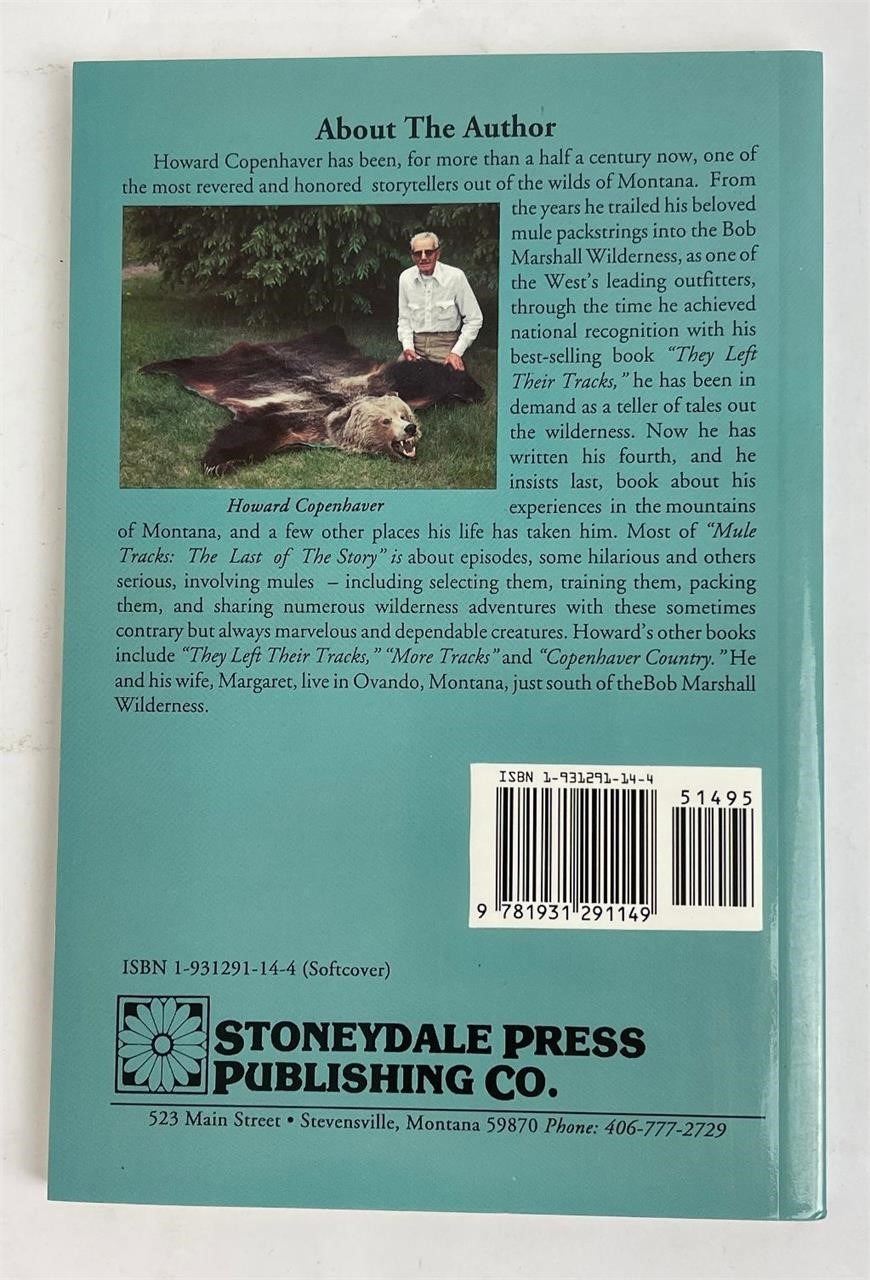 About The Author
Howard Copenhaver has been, for more than a half a century now, one of
the most revered and honored storytellers out of the wilds of Montana. From
the years he trailed his beloved
mule packstrings into the Bob
Marshall Wilderness, as one of
the West's leading outfitters,
through the time he achieved
national recognition with his
best-selling book “They Left
Their Tracks,” he has been in
demand as a teller of tales out
the wilderness. Now he has
written his fourth, and he
insists last, book about his
Howard Copenhaver
experiences in the mountains
of Montana, and a few other places his life has taken him. Most of “Mule
Tracks: The Last of The Story” is about episodes, some hilarious and others
serious, involving mules – including selecting them, training them, packing
them, and sharing numerous wilderness adventures with these sometimes
contrary but always marvelous and dependable creatures. Howard's other books
include “They Left Their Tracks,” “More Tracks” and “Copenhaver Country.” He
and his wife, Margaret, live in Ovando, Montana, just south of theBob Marshall
Wilderness.
ISBN 1-931291-14-4
51495
9 781931 291149
ISBN 1-931291-14-4 (Softcover)
STONEYDALE PRESS
PUBLISHING CO.
523 Main Street • Stevensville, Montana 59870 Phone: 406-777-2729